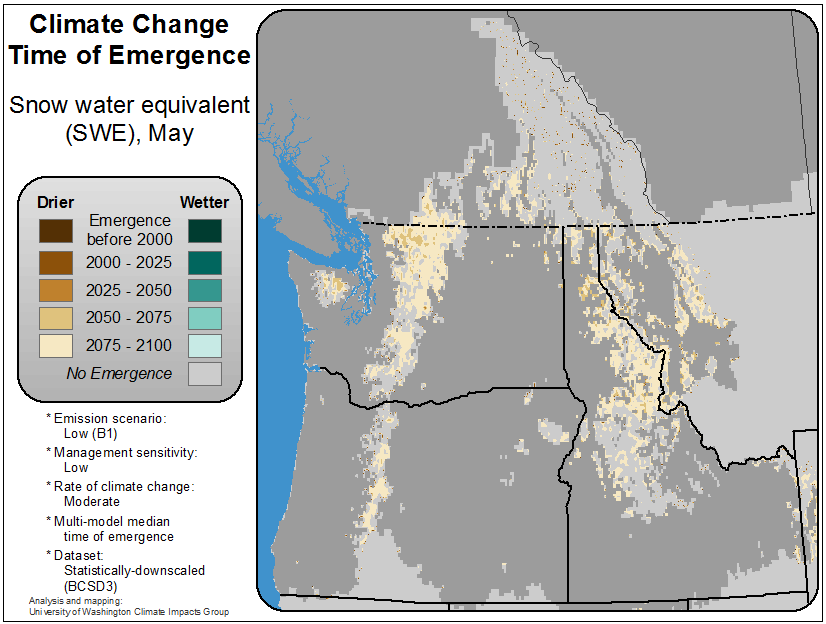 Climate Change
Time of Emergence
Snow water equivalent
(SWE), May
Drier
Wetter
Emergence
before 2000
2000 - 2025
2025 - 2050
2050 - 2075
2075 - 2100
No Emergence
* Emission scenario:
Low (B1)
* Management sensitivity:
Low
* Rate of climate change:
Moderate
* Multi-model median
time of emergence
* Dataset:
Statistically-downscaled
(BCSD3)
Analysis and mapping:
University of Washington Climate Impacts Group